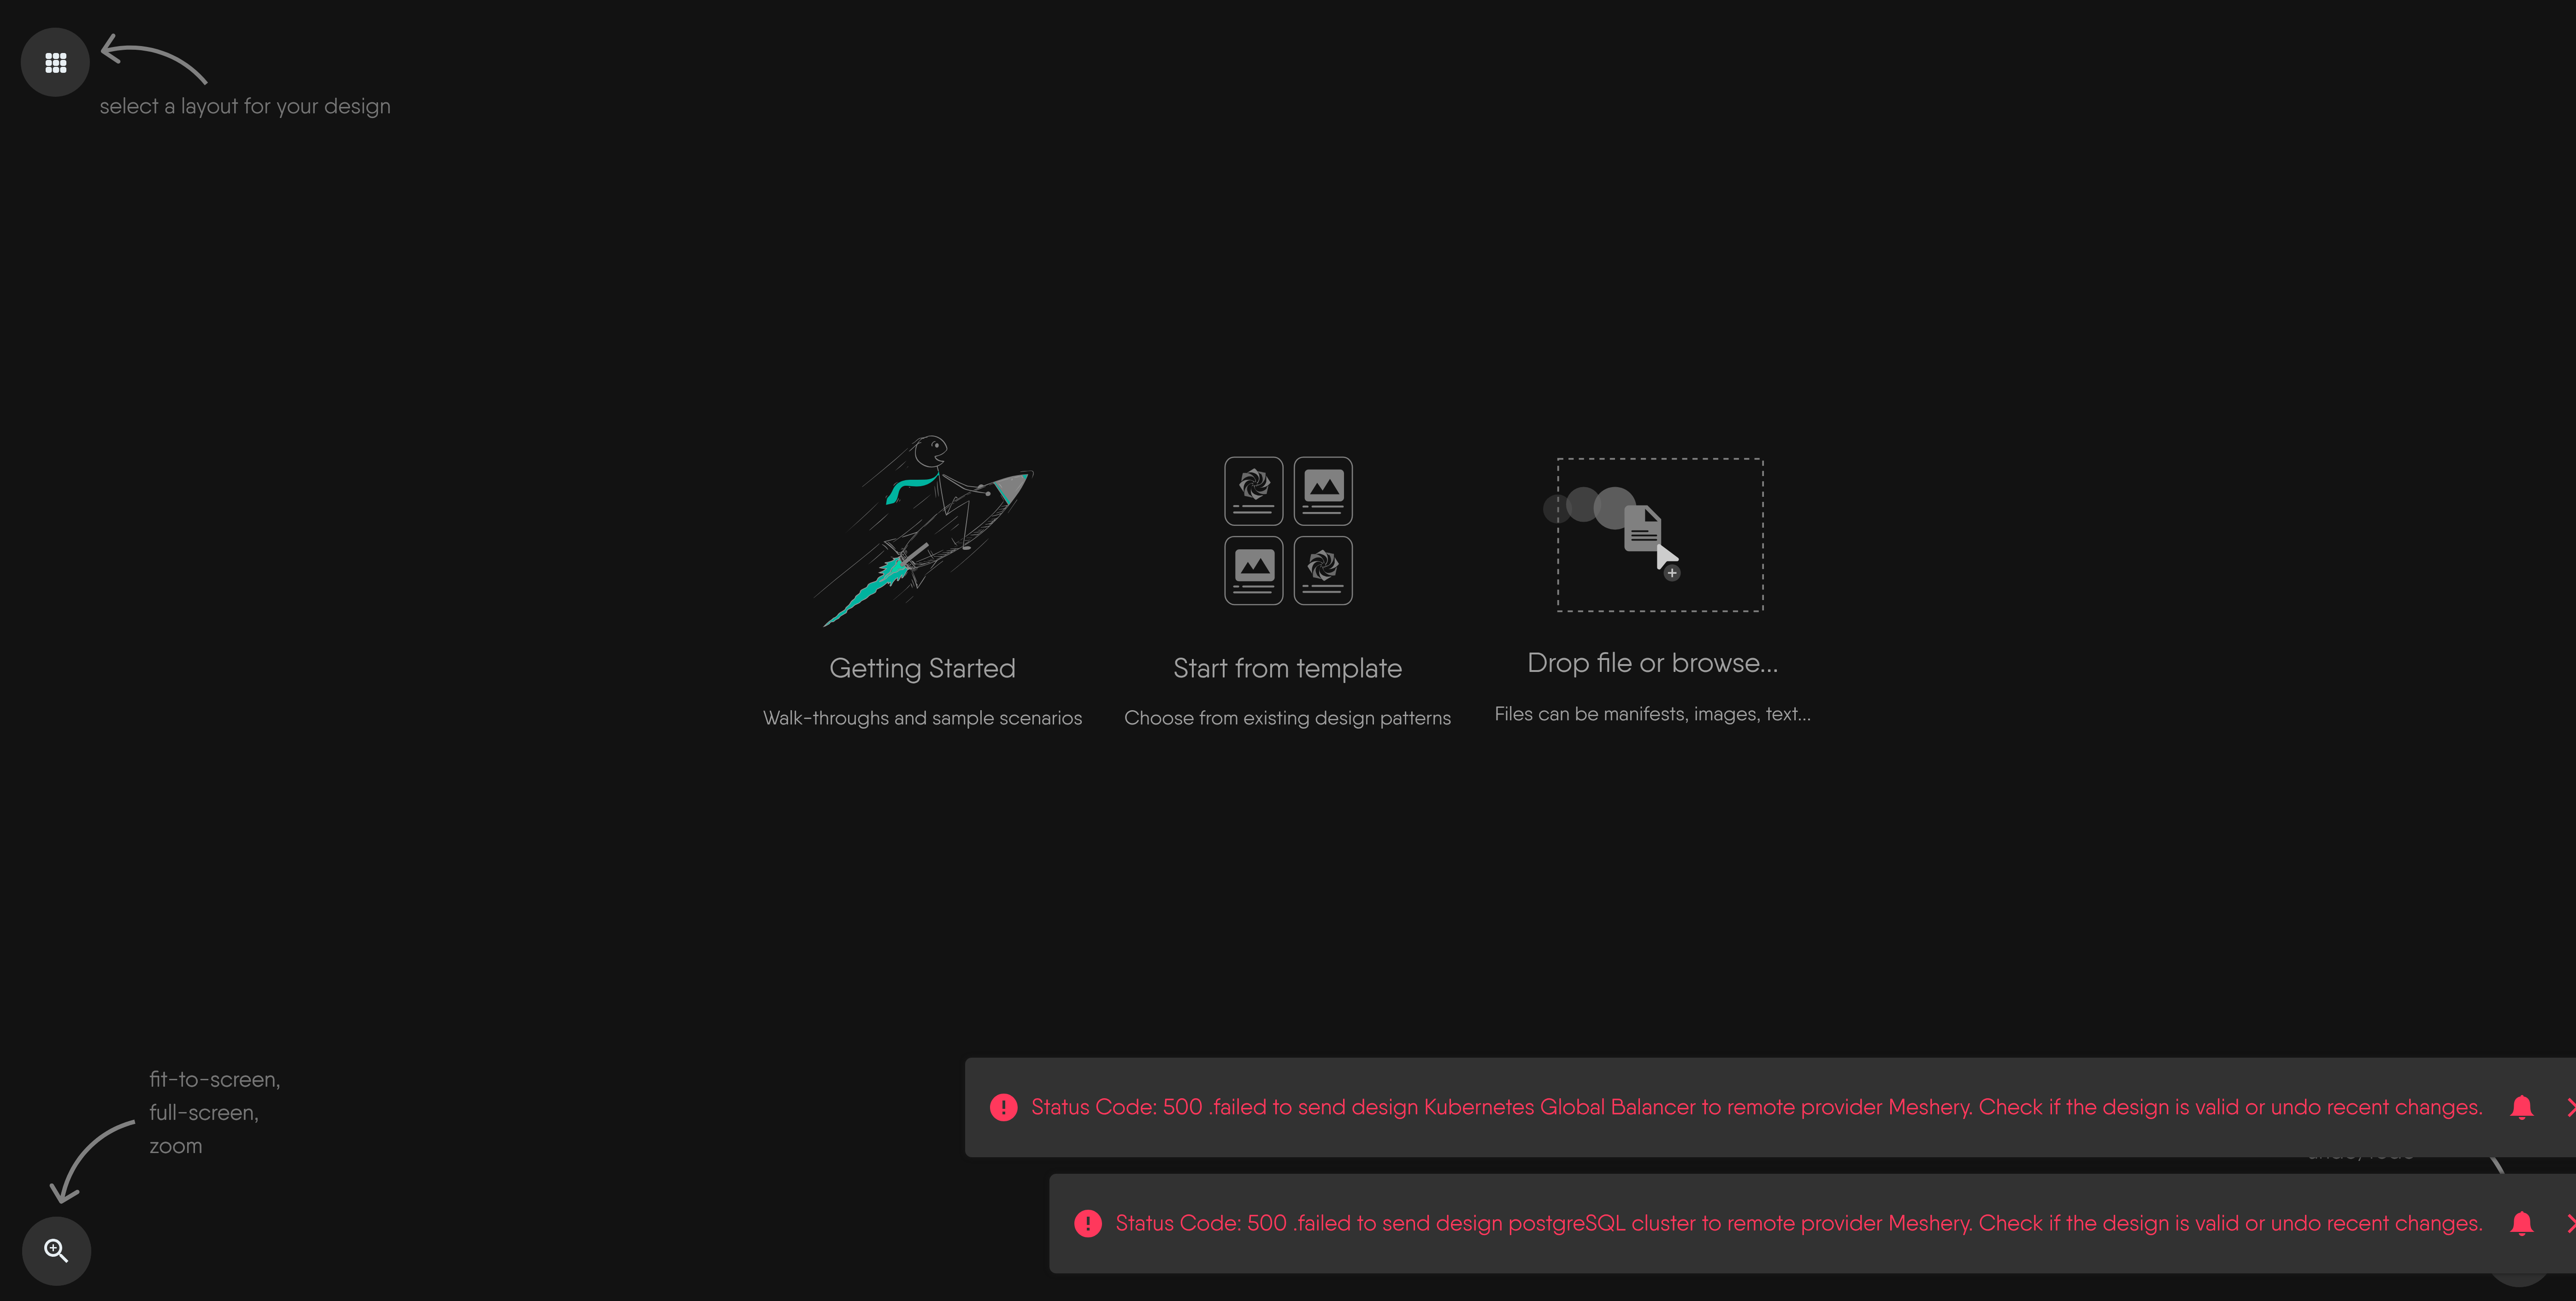 select a layout for your design
Getting Started
Walk-throughs and sample scenarios
Start from template
Choose from existing design patterns
Drop file or browse...
Files can be manifests, images, text...
fit-to-screen,
full-screen,
zoom
Status Code: 500 .failed to send design Kubernetes Global Balancer to remote provider Meshery. Check if the design is valid or undo recent changes.
Status Code: 500 .failed to send design postgreSQL cluster to remote provider Meshery. Check if the design is valid or undo recent changes.